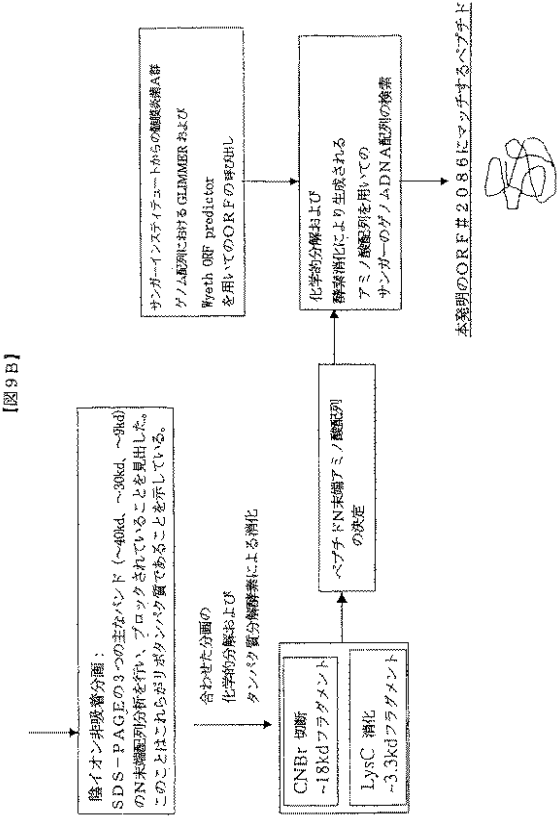 【図9B】
陰イオン非吸着分画：
SDS-PAGEの3つの主なバンド（～40kd、～30kd、～9kd）
のN末端配列分析を行い、ブロックされていることを見出した。
このことはこれらがリポタンパク質であることを示している。
合わせた分画の
化学的分解および
タンパク質分解酵素による消化
CNBr 切断
~18kdフラグメント
LysC 消化
~3.3kdフラグメント
ペプチドN末端アミノ酸配列
の決定
サンガーインスティテュートからの髄膜炎菌A群
ゲノム配列におけるGLIMMERおよび
Wyeth ORF predictor
を用いてのORFの呼び出し
化学的分解および
酵素消化により生成される
アミノ酸配列を用いての
サンガーのゲノムDNA配列の検索
本発明のORF#2086にマッチするペプチド